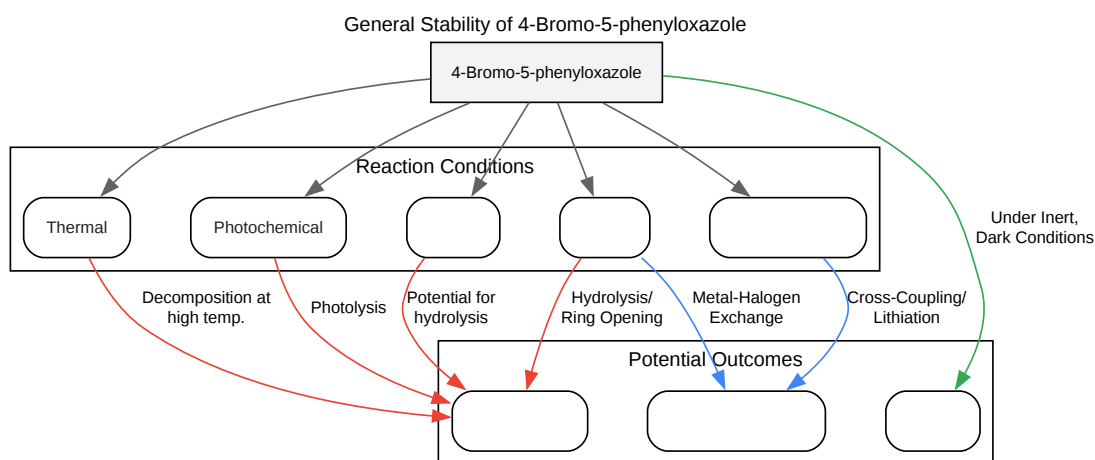 General Stability of 4-Bromo-5-phenyloxazole
4-Bromo-5-phenyloxazole
Reaction Conditions
Thermal
Photochemical
Under Inert,
Dark Conditions
Decomposition at
high temp.
Photolysis
Potential for
hydrolysis
Hydrolysis/
Ring Opening
Metal-Halogen
Exchange
Cross-Coupling/
Lithiation
Potential Outcomes